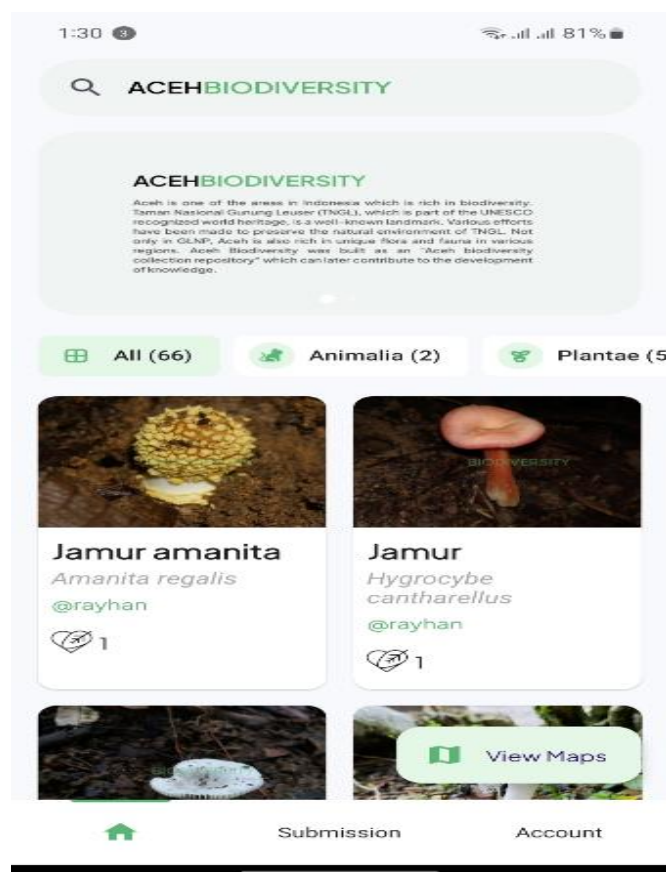 1:30 3 81%
ACEHBIODIVERSITY
ACEHBIODIVERSITY
Aceh is one of the areas in Indonesia which is rich in biodiversity.
Taman Nasional Gunung Leuser (TNGL), which is part of the UNESCO
recognized world heritage, is a well-known landmark. Various efforts
have been made to preserve the natural environment of TNGL. Not
only in GLNP, Aceh is also rich in unique flora and fauna in various
regions. Aceh Biodiversity was built as an "Aceh biodiversity
collection repository" which can later contribute to the development
of knowledge.
All (66) Animalia (2) Plantae (5
BIODIVERSITY
Jamur amanita
Amanita regalis
@rayhan
1
Jamur
Hygrocybe
cantharellus
@rayhan
1
View Maps
Submission Account